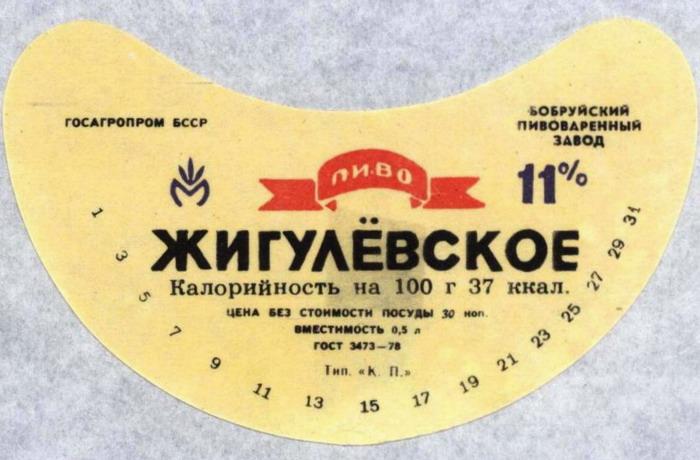 ГОСАГРОПРОМ БССР
БОБРУЙСКИЙ
ПИВОВАРЕННЫЙ
ЗАВОД
ПИВО
11%
ЖИГУЛЁВСКОЕ
Калорийность на 100 г 37 ккал.
ЦЕНА БЕЗ СТОИМОСТИ ПОСУДЫ 30 коп.
ВМЕСТИМОСТЬ 0,5 л
ГОСТ 3473—78
Тип. «К. П.»
1 3 5 7 9 11 13 15 17 19 21 23 25 27 29 31